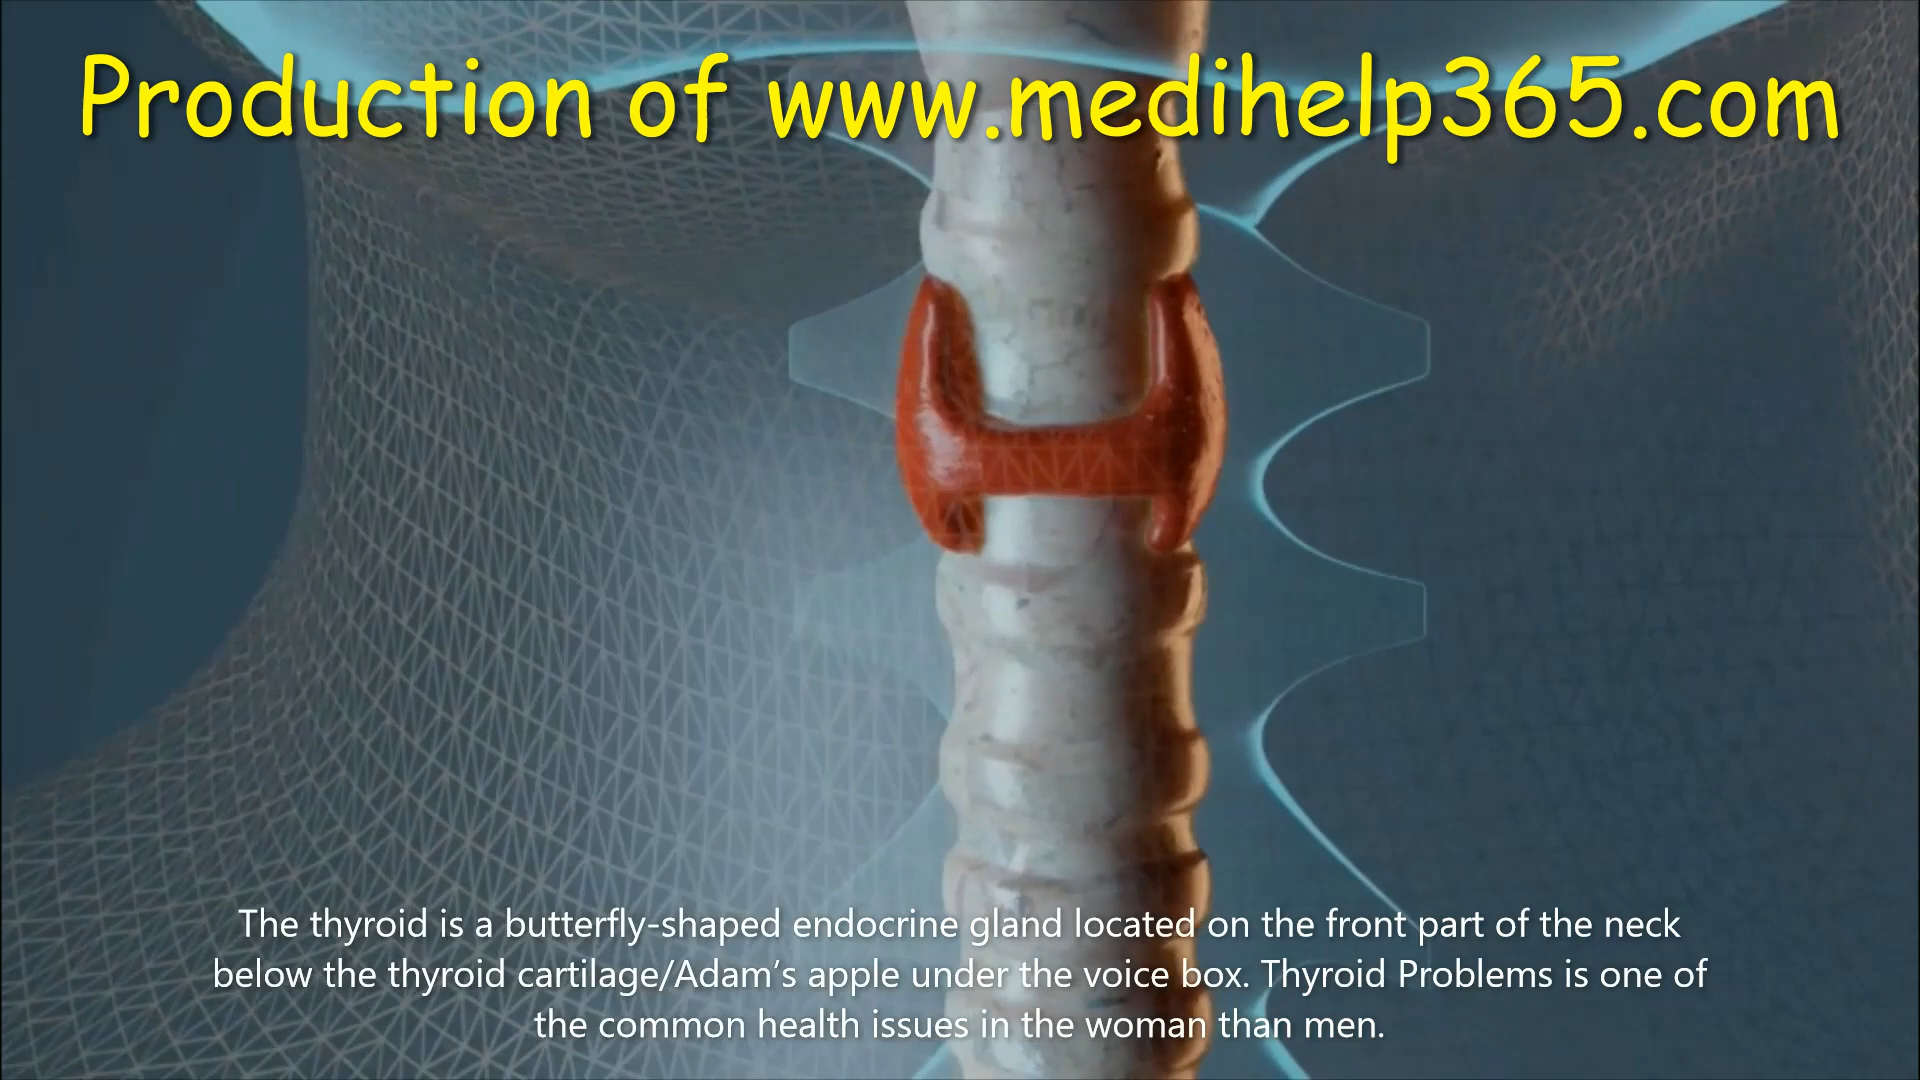 Production of www.medihelp365.com
The thyroid is a butterfly-shaped endocrine gland located on the front part of the neck
below the thyroid cartilage/Adam’s apple under the voice box. Thyroid Problems is one of
the common health issues in the woman than men.